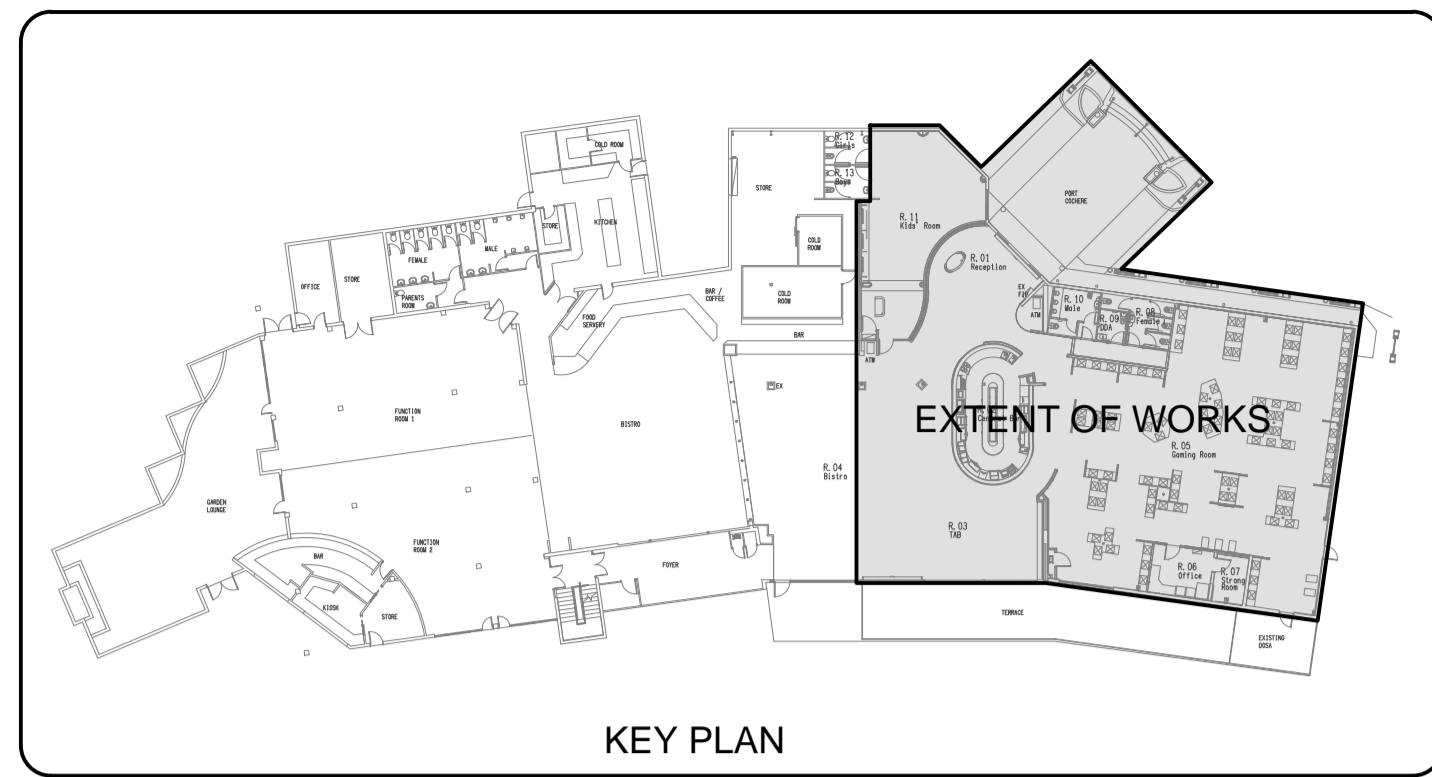 R. 12
Girls
COLD ROOM
R. 13
Boys
STORE
PORT
COCHERE
R. 11
Kids' Room
STORE
KITCHEN
MALE
FEMALE
COLD
ROOM
R. 01
Reception
OFFICE
STORE
PARENTS
ROOM
BAR /
COFFEE
COLD
ROOM
EX
ATM
R. 10
Male
R. 09
DDA
R. 08
Female
FOOD
SERVERY
BAR
ATM
EX
FUNCTION
ROOM 1
BISTRO
EXTENT OF WORKS
R. 05
Gaming Room
R. 04
Bistro
GARDEN
LOUNGE
R. 03
TAB
FUNCTION
ROOM 2
BAR
FOYER
R. 06
Office
R. 07
Strong
Room
KIOSK
STORE
TERRACE
EXISTING
DOSA
KEY PLAN